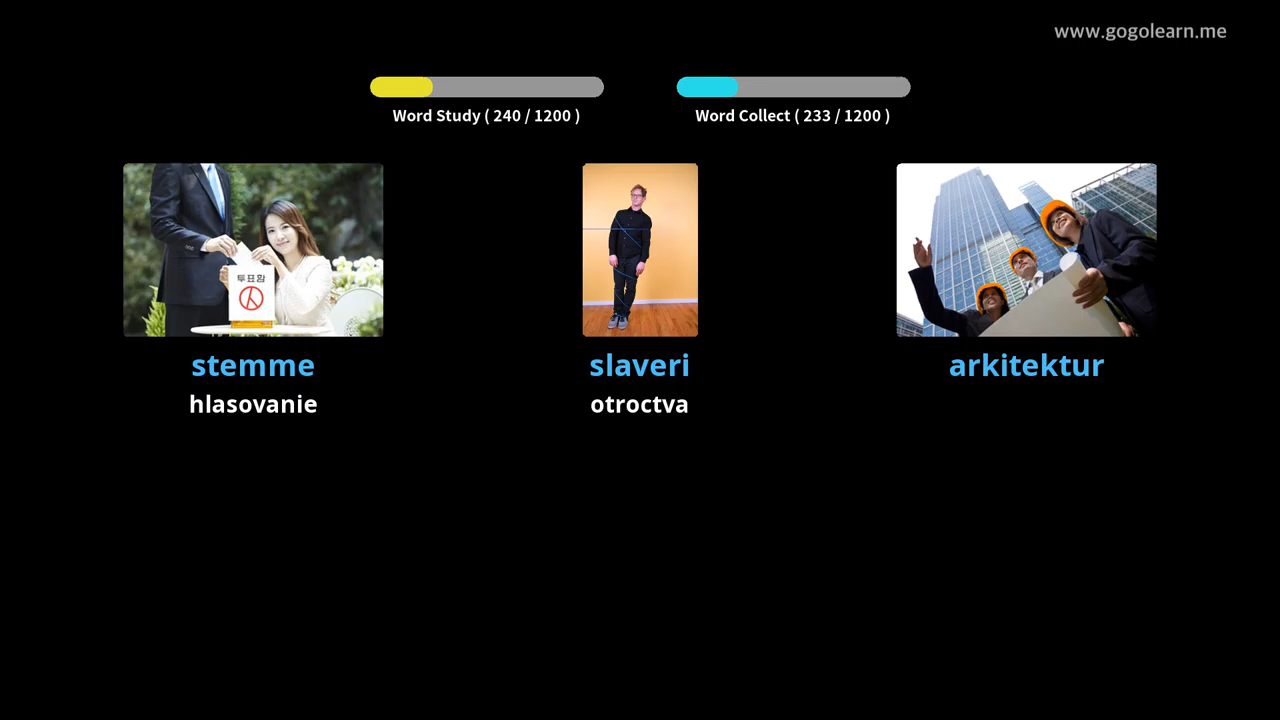 www.gogolearn.me
Word Study ( 240 / 1200 )
Word Collect ( 233 / 1200 )
투표함
stemme
slaveri
arkitektur
hlasovanie
otroctva